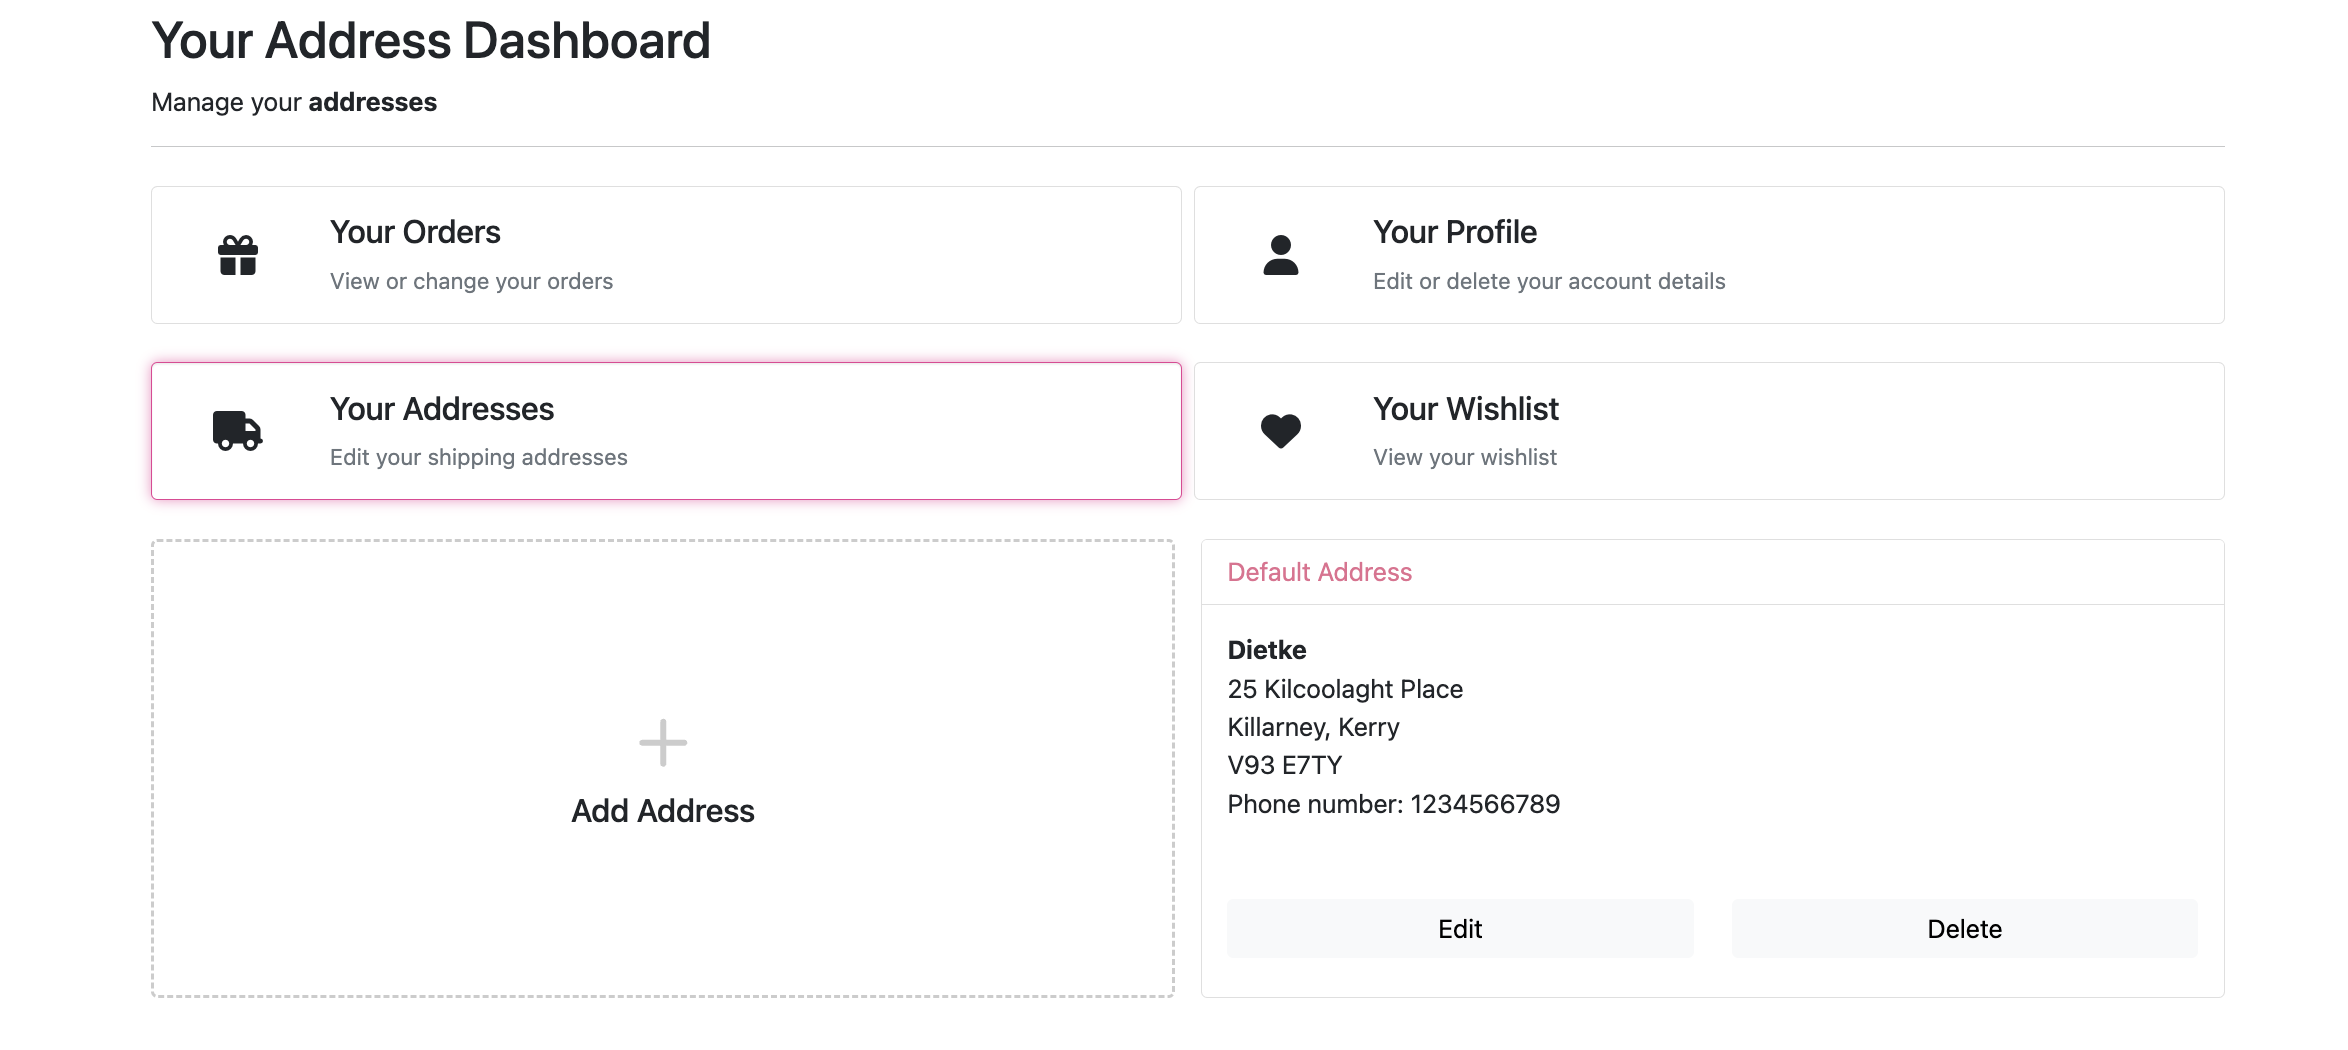 Your Address Dashboard
Manage your addresses
Your Orders
View or change your orders
Your Profile
Edit or delete your account details
Your Addresses
Edit your shipping addresses
Your Wishlist
View your wishlist
Add Address
Default Address
Dietke
25 Kilcoolaght Place
Killarney, Kerry
V93 E7TY
Phone number: 1234566789
Edit
Delete